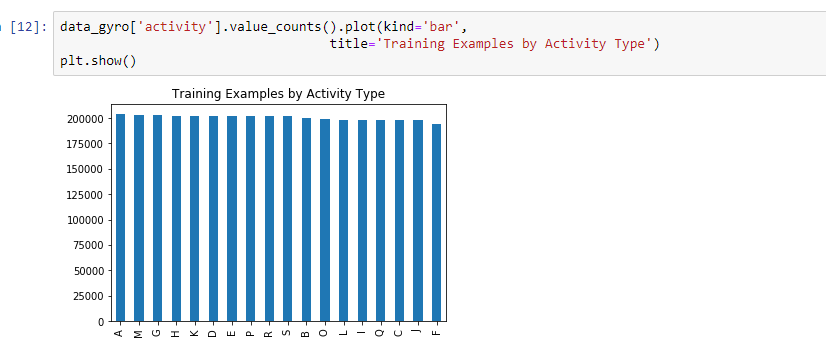 [12]: data_gyro['activity'].value_counts().plot(kind='bar',
title='Training Examples by Activity Type')
plt.show()
Training Examples by Activity Type
200000
175000
150000
125000
100000
75000
50000
25000
0
A M G H K D E P R S B O L I Q C J F